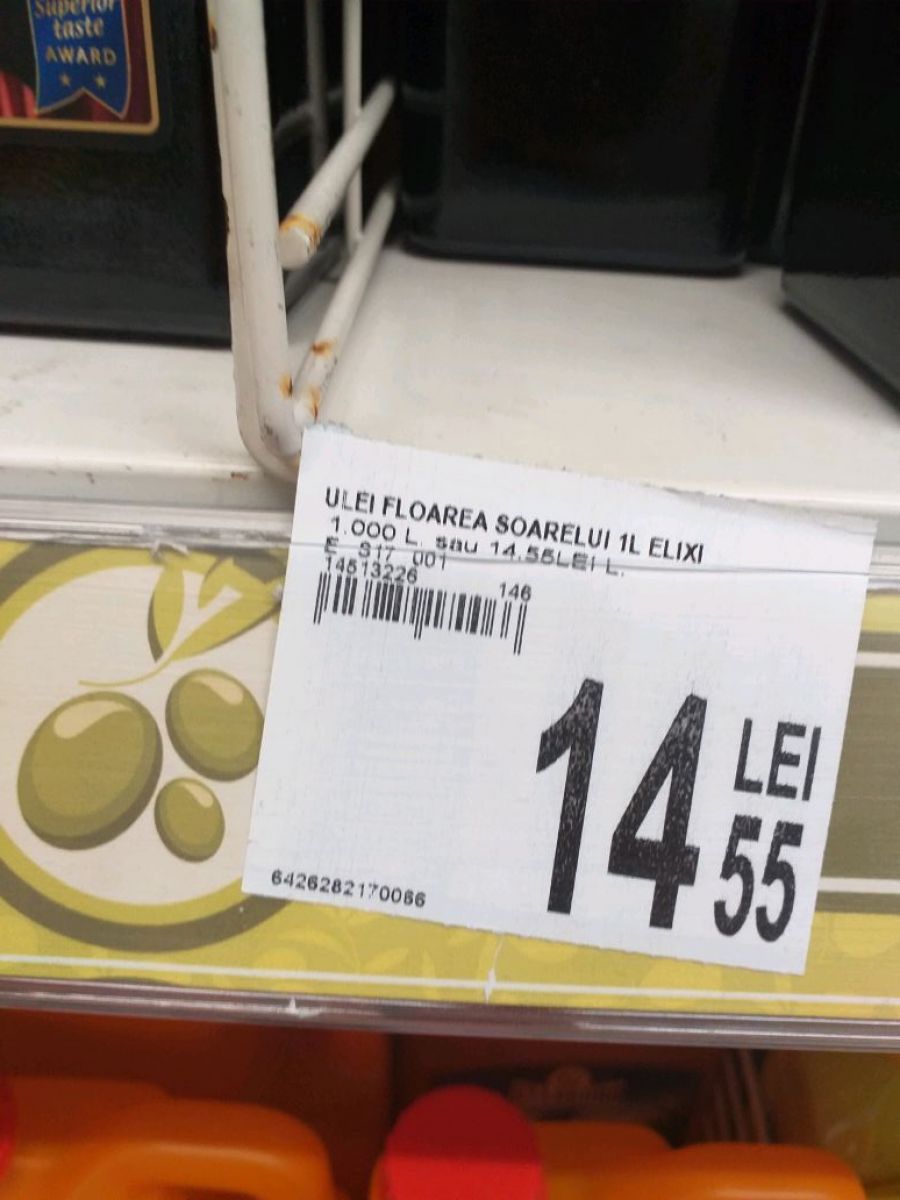 Superior
taste
AWARD
ULEI FLOAREA SOARELUI 1L ELIXI
1.000 L. sau 14.55LEI L.
E S17 001
14513226 146
14 LEI
55
6426282170066